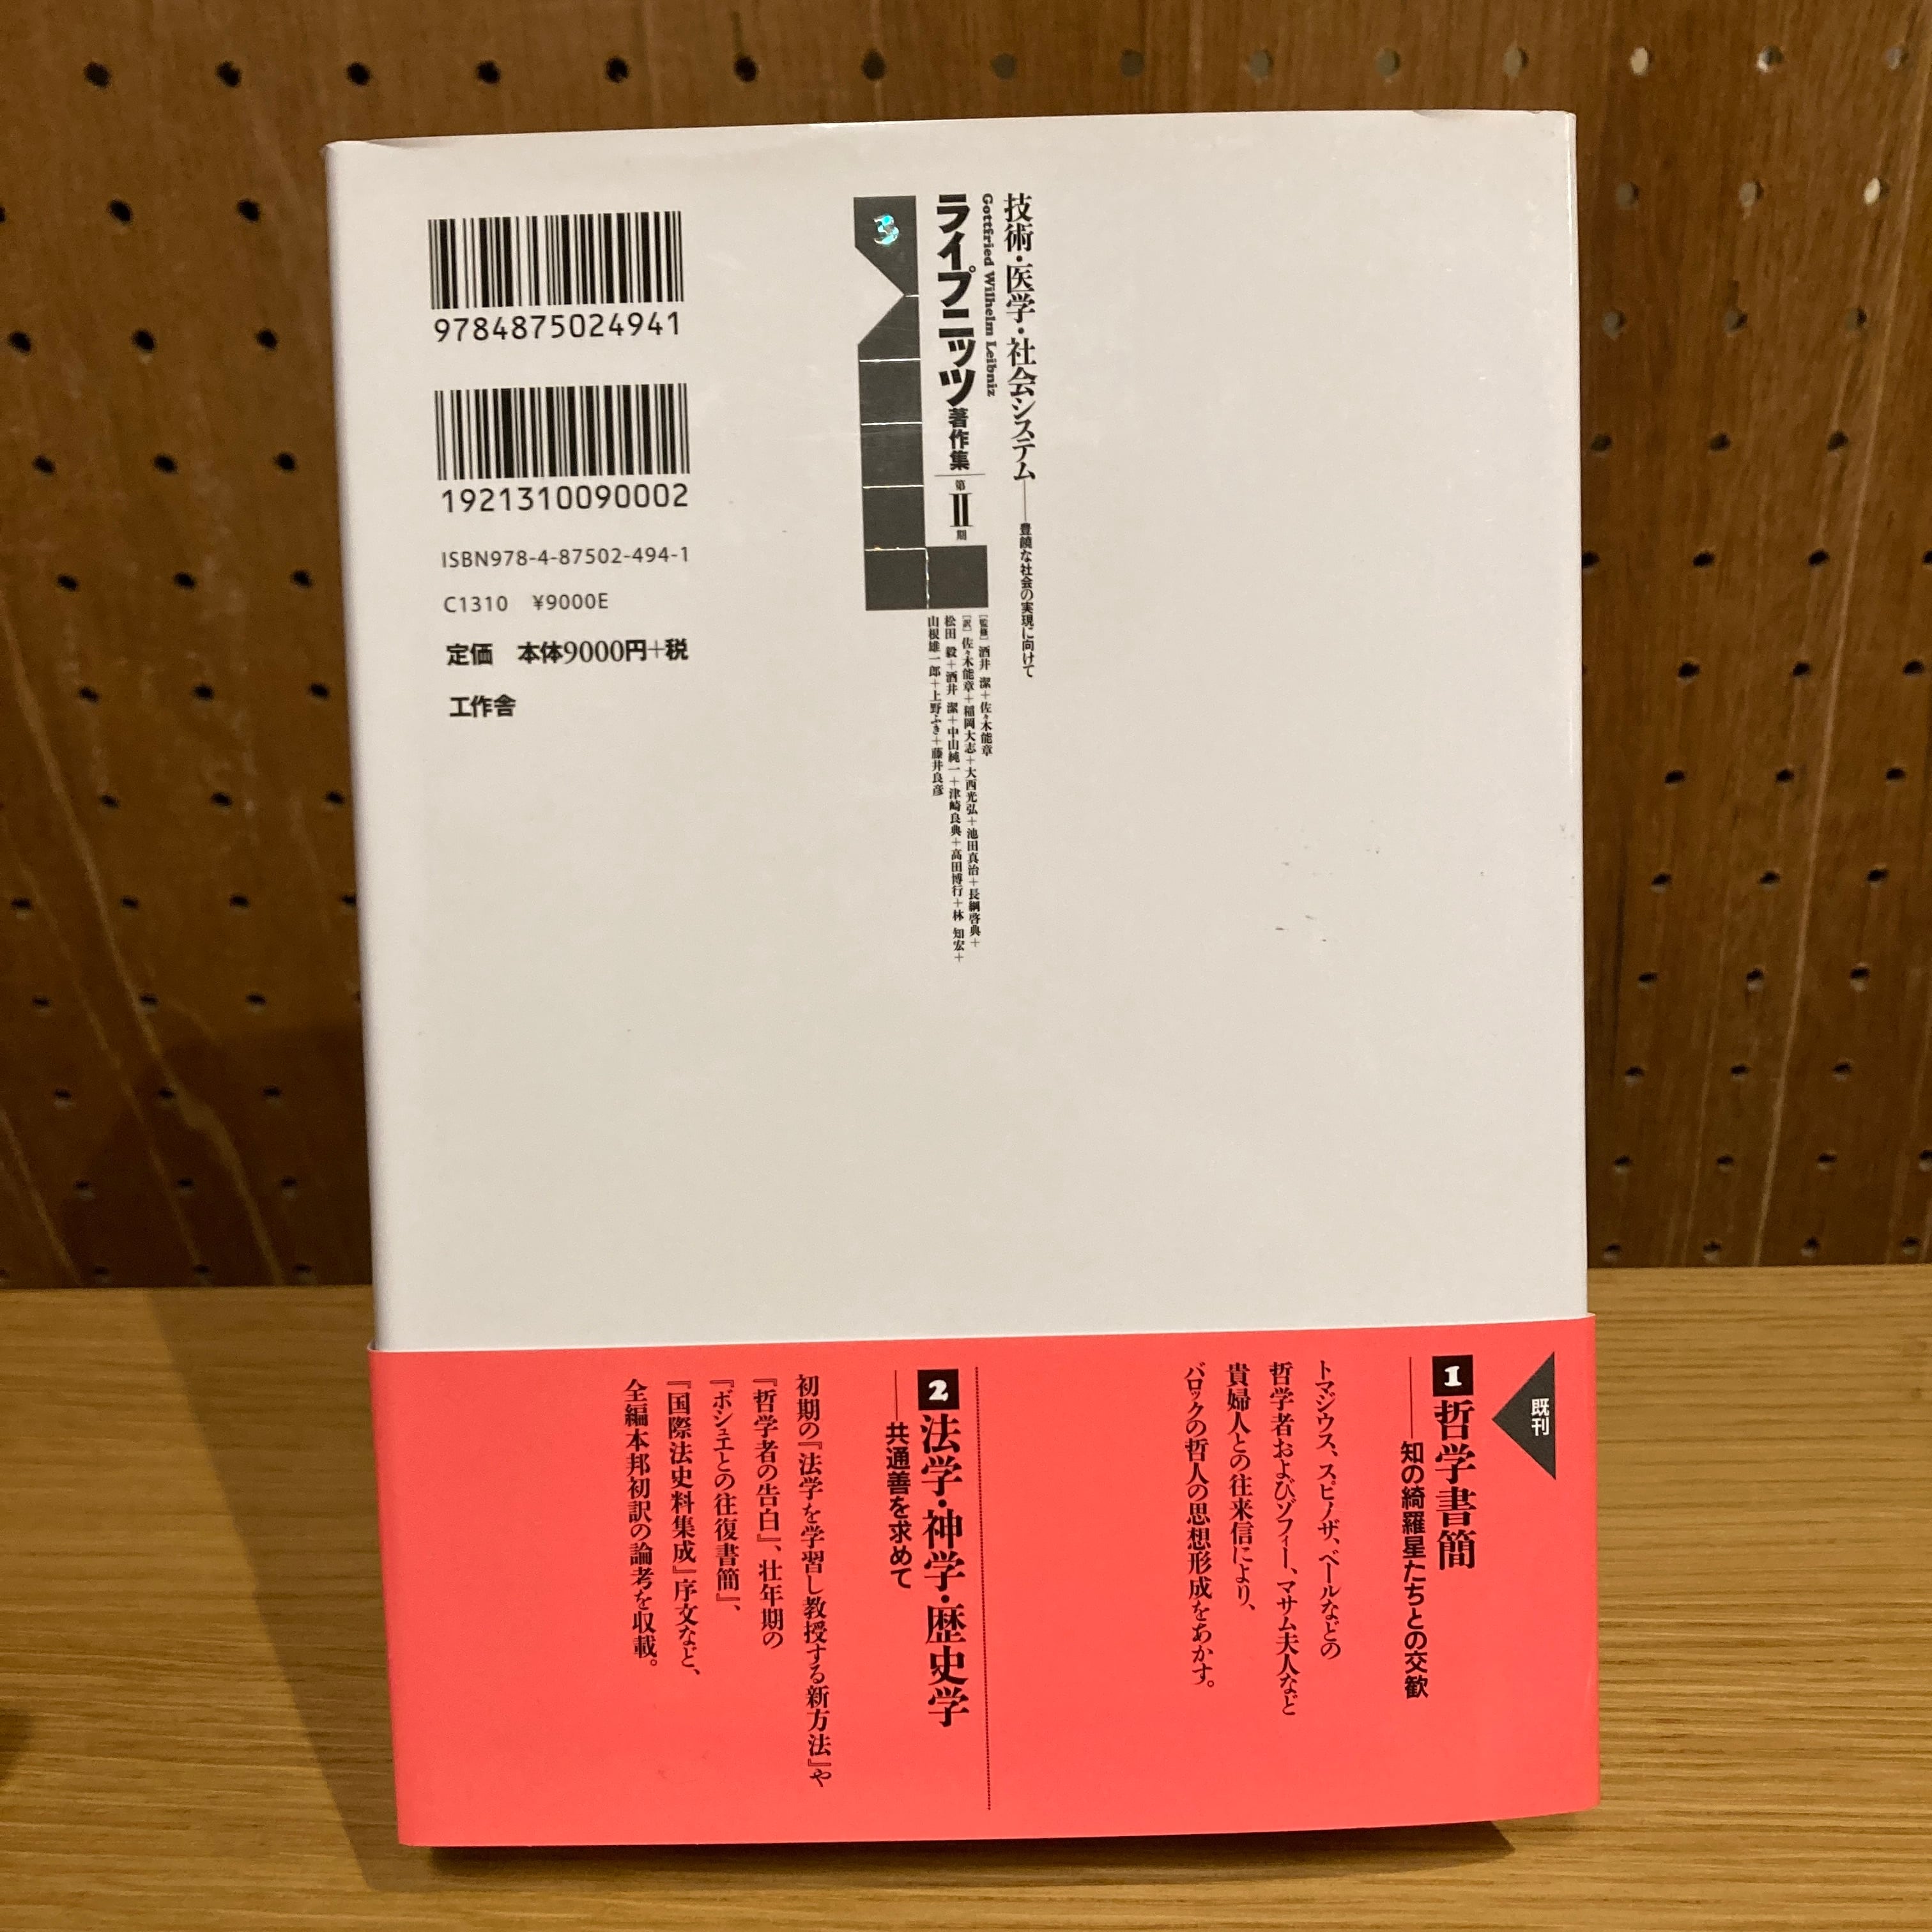 技術・医学・社会システム――豊饒な社会の実現に向けて
Gottfried Wilhelm Leibniz
ライプニッツ著作集 第II期
3
[監修] 酒井 潔+佐々木能章
[訳] 佐々木能章+稲岡大志+大西光弘+池田真治+長綱啓典+
松田 毅+酒井 潔+中山純一+津崎良典+高田博行+林 知宏+
山根雄一郎+上野ふき+藤井良彦
9784875024941
1921310090002
ISBN978-4-87502-494-1
C1310 ¥9000E
定価 本体9000円+税
工作舎
既刊
1 哲学書簡
――知の綺羅星たちとの交歓
トマジウス、スピノザ、ベールなどの
哲学者およびゾフィー、マサム夫人など
貴婦人との往来信により、
バロックの哲人の思想形成をあかす。
2 法学・神学・歴史学
――共通善を求めて
初期の『法学を学習し教授する新方法』や
『哲学者の告白』、壮年期の
『ボシュエとの往復書簡』、
『国際法史料集成』序文など、
全編本邦初訳の論考を収載。